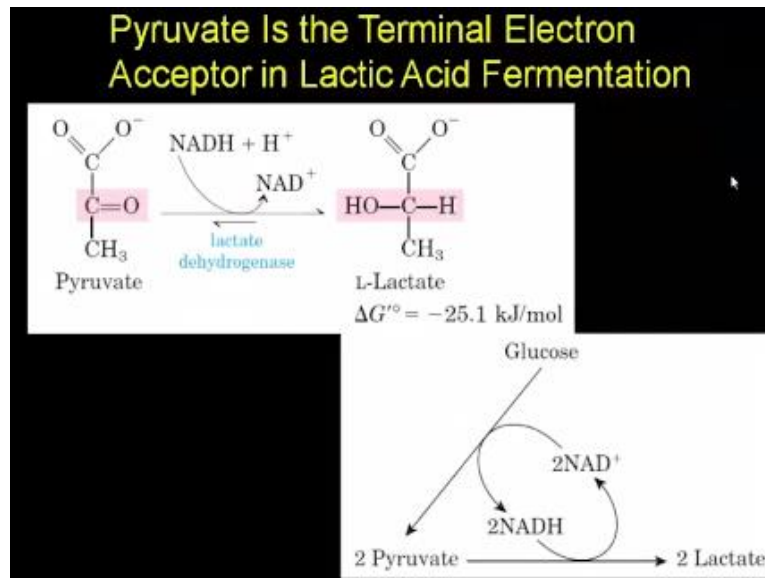 Pyruvate Is the Terminal Electron
Acceptor in Lactic Acid Fermentation
O O⁻
C
C=O
CH₃
Pyruvate
NADH + H⁺
NAD⁺
lactate
dehydrogenase
O O⁻
C
HO—C—H
CH₃
L-Lactate
ΔG′° = −25.1 kJ/mol
Glucose
2NAD⁺
2NADH
2 Pyruvate
2 Lactate